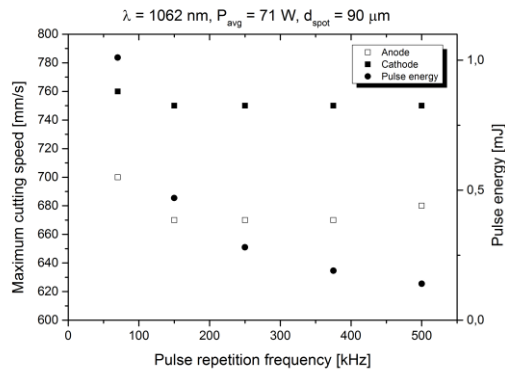 λ = 1062 nm, P_avg = 71 W, d_spot = 90 μm
800
780
760
740
720
700
680
660
640
620
600
Maximum cutting speed [mm/s]
Anode
Cathode
Pulse energy
1,0
0,5
0,0
Pulse energy [mJ]
0 100 200 300 400 500
Pulse repetition frequency [kHz]